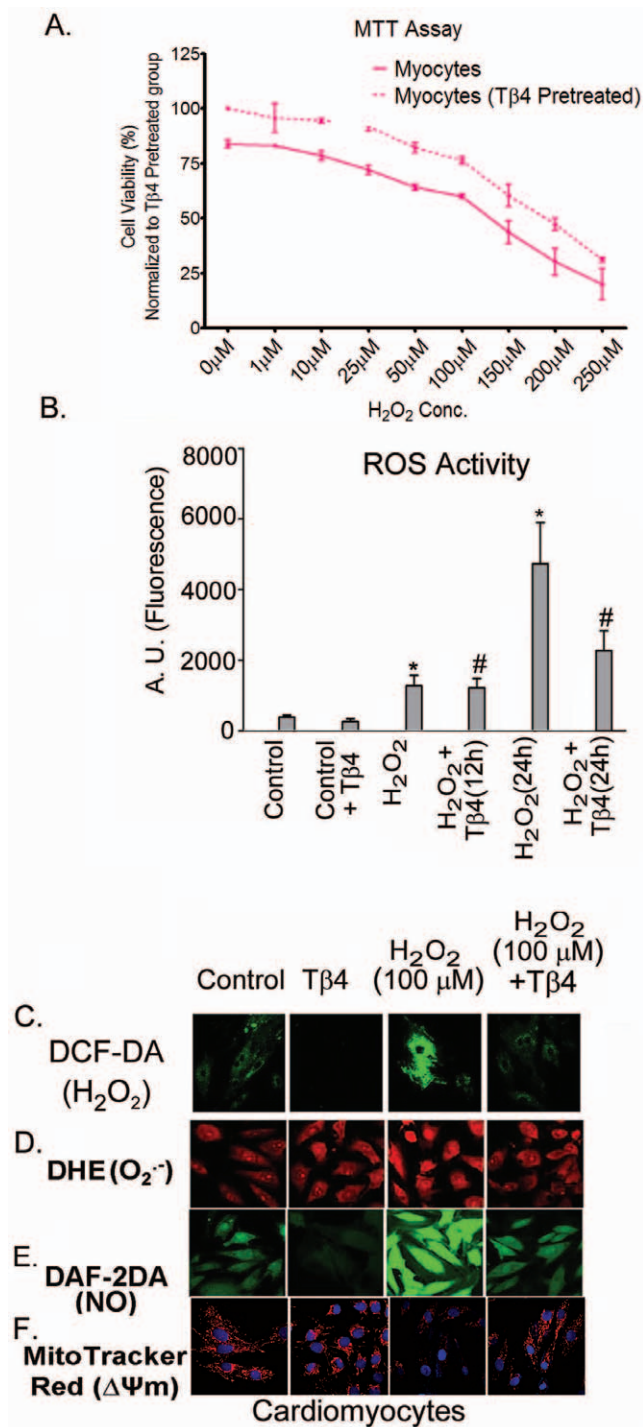 A.
MTT Assay
Myocytes
Myocytes (Tβ4 Pretreated)
Cell Viability (%)
Normalized to Tβ4 Pretreated group
125
100
75
50
25
0
0μM
1μM
10μM
25μM
50μM
100μM
150μM
200μM
250μM
H₂O₂ Conc.
B.
ROS Activity
A. U. (Fluorescence)
8000
6000
4000
2000
0
*
#
*
#
Control
Control
+ Tβ4
H₂O₂
H₂O₂ +
Tβ4(12h)
H₂O₂(24h)
H₂O₂ +
Tβ4(24h)
Control
Tβ4
H₂O₂
(100 μM)
H₂O₂
(100 μM)
+Tβ4
C.
DCF-DA
(H₂O₂)
D.
DHE (O₂·-)
E.
DAF-2DA
(NO)
F.
MitoTracker
Red (ΔΨm)
Cardiomyocytes